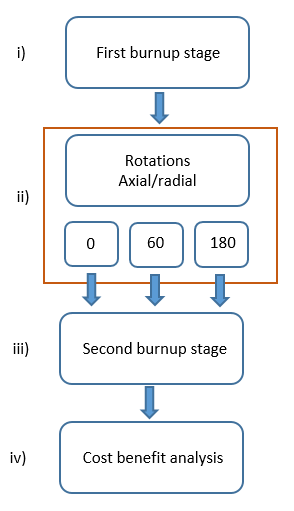 i)
First burnup stage
Rotations
Axial/radial
ii)
0
60
180
iii)
Second burnup stage
iv)
Cost benefit analysis